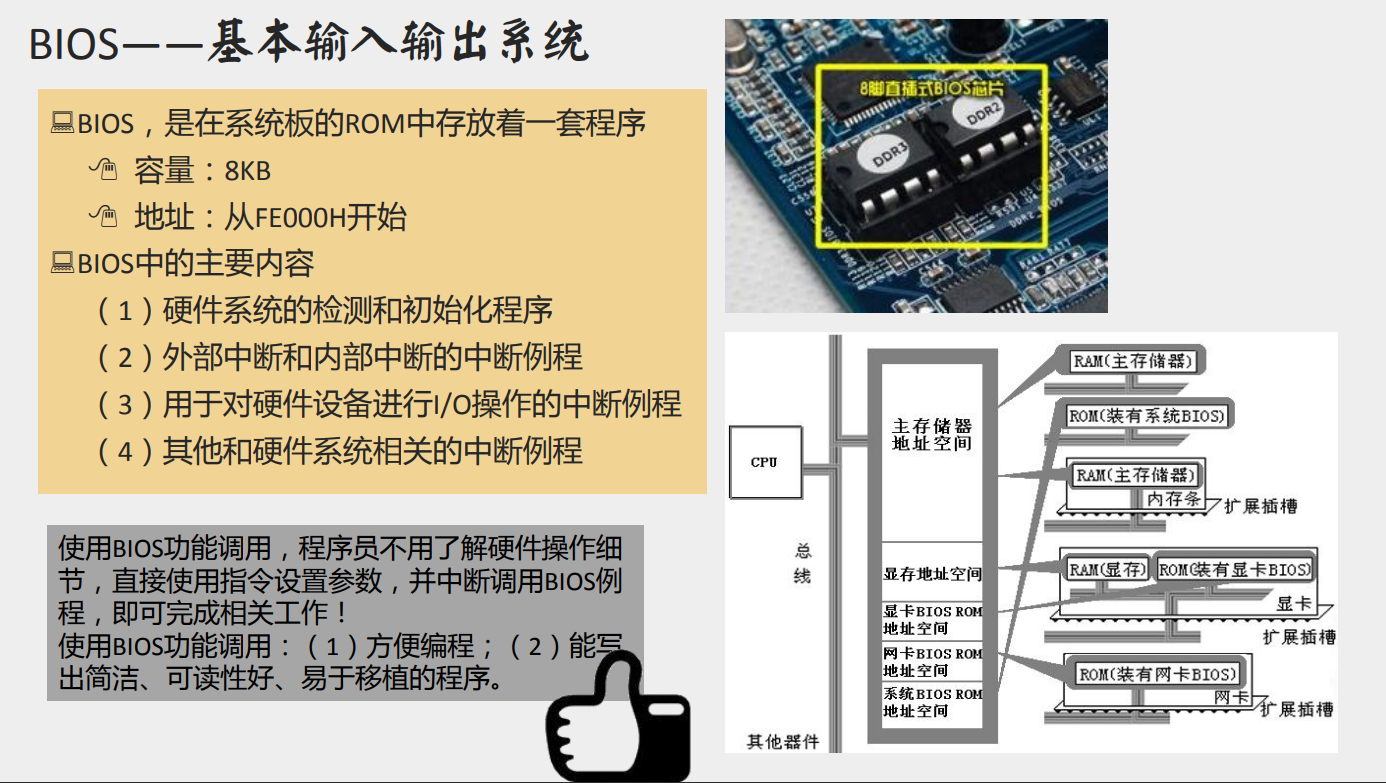 BIOS——基本输入输出系统
BIOS，是在系统板的ROM中存放着一套程序
容量：8KB
地址：从FE000H开始
BIOS中的主要内容
（1）硬件系统的检测和初始化程序
（2）外部中断和内部中断的中断例程
（3）用于对硬件设备进行I/O操作的中断例程
（4）其他和硬件系统相关的中断例程
使用BIOS功能调用，程序员不用了解硬件操作细
节，直接使用指令设置参数，并中断调用BIOS例
程，即可完成相关工作！
使用BIOS功能调用：（1）方便编程；（2）能写
出简洁、可读性好、易于移植的程序。
8脚直插式BIOS芯片
DDR2
DDR3
DDR2_BIOS
CPU
总
线
其他器件
主存储器
地址空间
显存地址空间
显卡BIOS ROM
地址空间
网卡BIOS ROM
地址空间
系统BIOS ROM
地址空间
RAM(主存储器)
ROM(装有系统BIOS)
RAM(主存储器)
内存条
扩展插槽
RAM(显存)
ROM(装有显卡BIOS)
显卡
扩展插槽
ROM(装有网卡BIOS)
网卡
扩展插槽